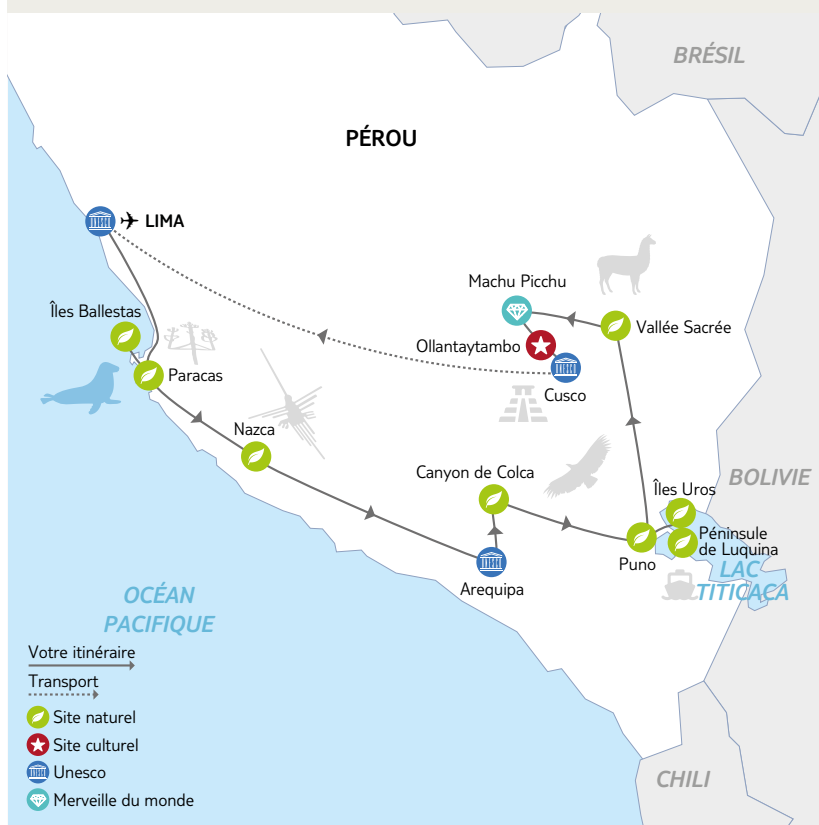 BRÉSIL
PÉROU
LIMA
Machu Picchu
Îles Ballestas
Vallée Sacrée
Ollantaytambo
Paracas
Cusco
Nazca
Canyon de Colca
BOLIVIE
Îles Uros
Péninsule
de Luquina
Puno
LAC
TITICACA
Arequipa
OCÉAN
PACIFIQUE
Votre itinéraire
Transport
Site naturel
Site culturel
Unesco
Merveille du monde
CHILI
UNESCO